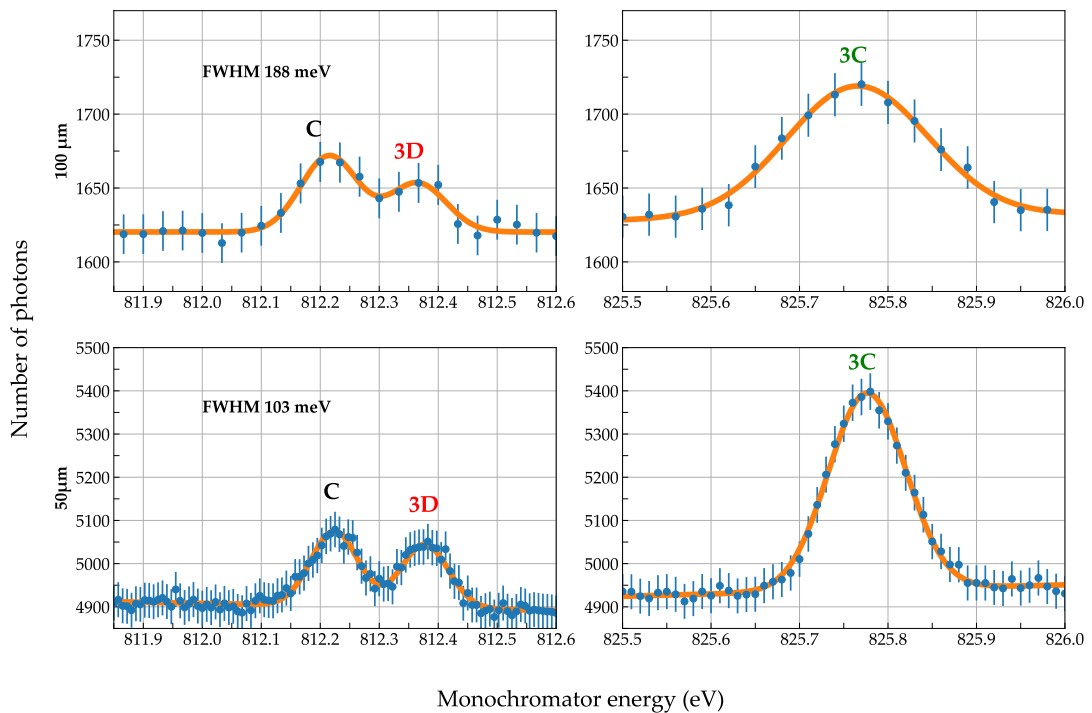 Number of photons
100 μm
1750
1700
1650
1600
FWHM 188 meV
C
3D
811.9 812.0 812.1 812.2 812.3 812.4 812.5 812.6
1750
1700
1650
1600
3C
825.5 825.6 825.7 825.8 825.9 826.0
50μm
5500
5400
5300
5200
5100
5000
4900
FWHM 103 meV
C
3D
811.9 812.0 812.1 812.2 812.3 812.4 812.5 812.6
5500
5400
5300
5200
5100
5000
4900
3C
825.5 825.6 825.7 825.8 825.9 826.0
Monochromator energy (eV)